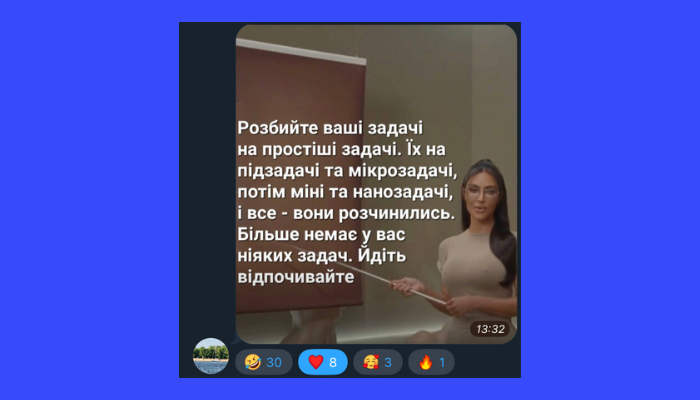 Розбийте ваші задачі
на простіші задачі. Їх на
підзадачі та мікрозадачі,
потім міні та нанозадачі,
і все - вони розчинились.
Більше немає у вас
ніяких задач. Йдіть
відпочивайте
13:32
30 8 3 1